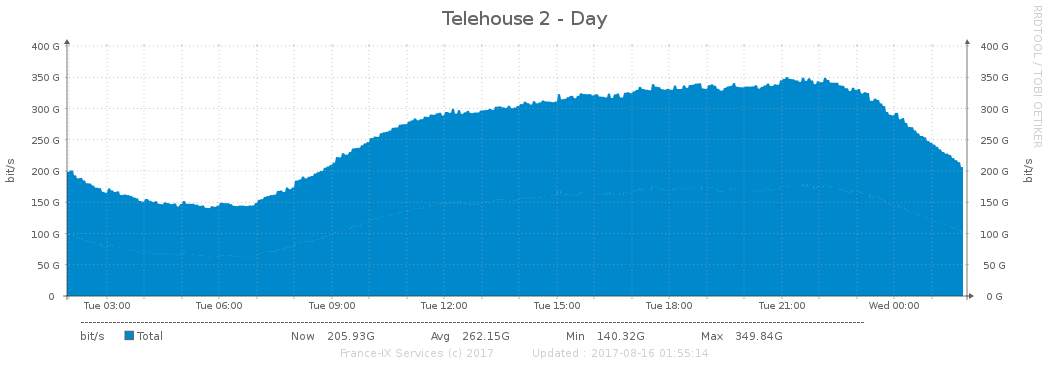 Telehouse 2 - Day
RRDTOOL / TOBI OETIKER
400 G 400 G
350 G 350 G
300 G 300 G
250 G 250 G
200 G 200 G
150 G 150 G
100 G 100 G
50 G 50 G
0 0 G
bit/s bit/s
Tue 03:00 Tue 06:00 Tue 09:00 Tue 12:00 Tue 15:00 Tue 18:00 Tue 21:00 Wed 00:00
bit/s Total Now 205.93G Avg 262.15G Min 140.32G Max 349.84G
France-IX Services (c) 2017 Updated : 2017-08-16 01:55:14